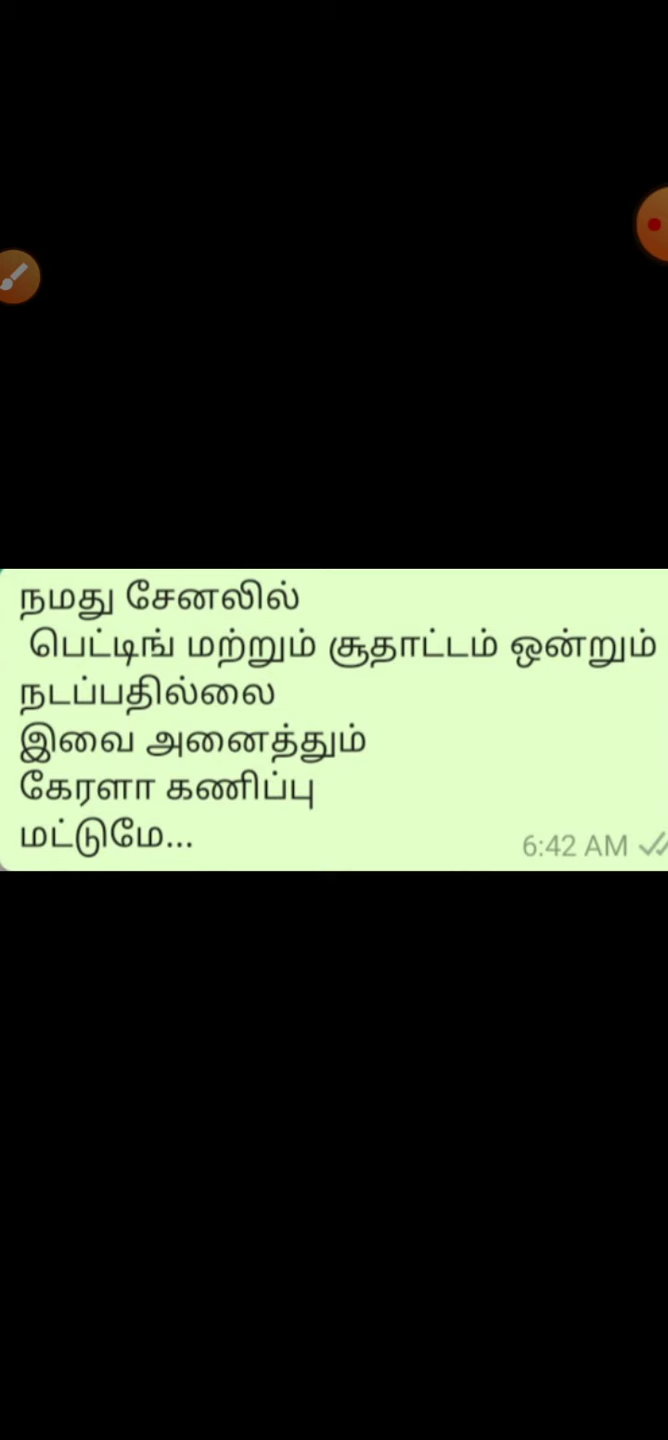 நமது சேனலில்
பெட்டிங் மற்றும் சூதாட்டம் ஒன்றும்
நடப்பதில்லை
இவை அனைத்தும்
கேரளா கணிப்பு
மட்டுமே...
6:42 AM